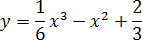 y = 1/6 x³ − x² + 2/3